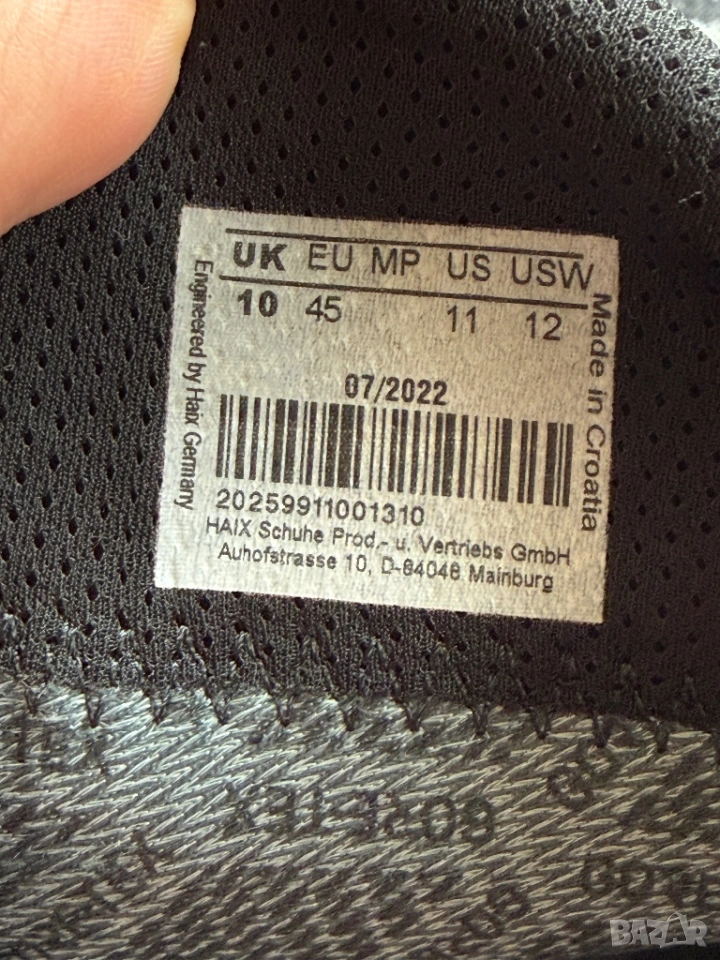 UK EU MP US USW
10 45 11 12
Engineered by Haix Germany
Made in Croatia
07/2022
20259911001310
HAIX Schuhe Prod.- u. Vertriebs GmbH
Auhofstrasse 10, D-84048 Mainburg
GORE-TEX
BAZAR